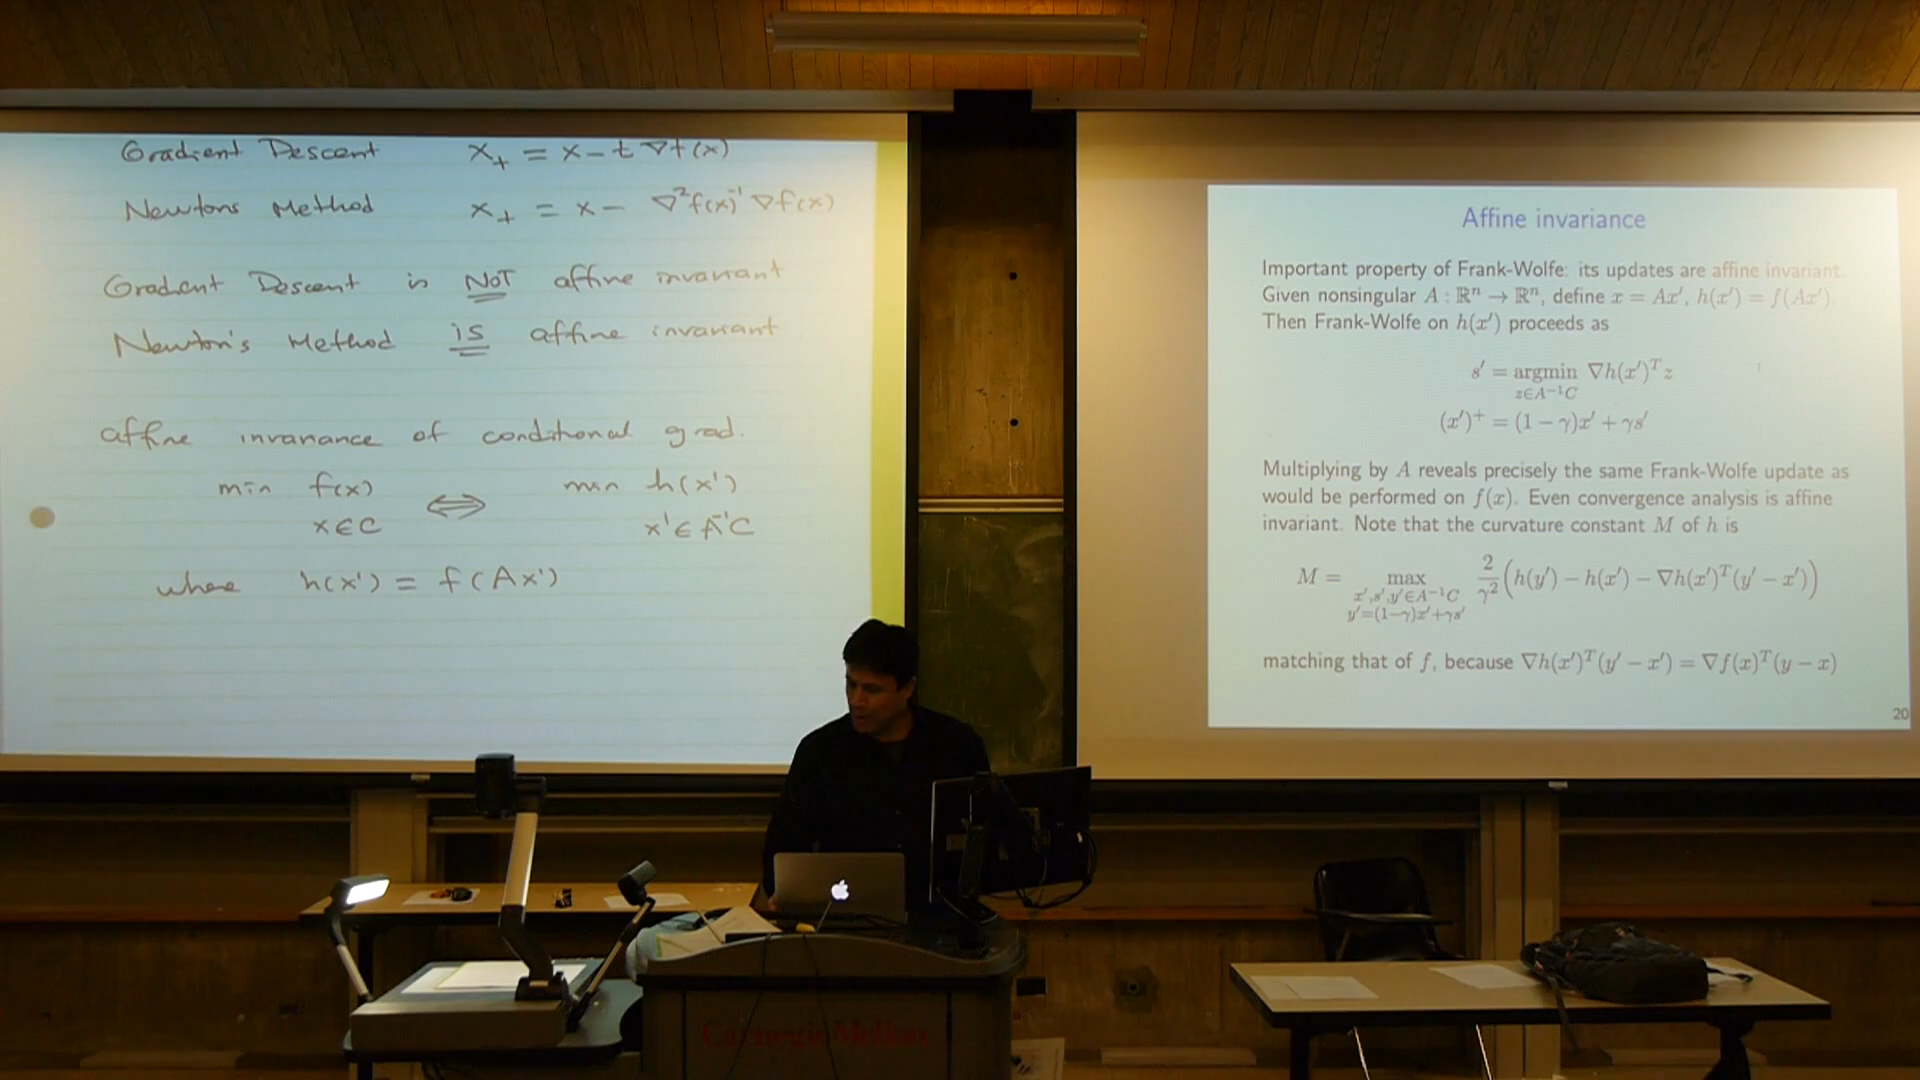 Gradient Descent x₊ = x - t ∇f(x)
Newtons Method x₊ = x - ∇²f(x)⁻¹ ∇f(x)
Gradient Descent is NOT affine invariant
Newton's Method is affine invariant
affine invariance of conditional grad.
min f(x) ⟺ min h(x')
x∈C x'∈A⁻¹C
where h(x') = f(Ax')
Affine invariance
Important property of Frank-Wolfe: its updates are affine invariant.
Given nonsingular A : ℝⁿ → ℝⁿ, define x = Ax', h(x') = f(Ax').
Then Frank-Wolfe on h(x') proceeds as
s' = argmin ∇h(x')ᵀz
z∈A⁻¹C
(x')⁺ = (1 − γ)x' + γs'
Multiplying by A reveals precisely the same Frank-Wolfe update as
would be performed on f(x). Even convergence analysis is affine
invariant. Note that the curvature constant M of h is
M = max 2/γ² (h(y') − h(x') − ∇h(x')ᵀ(y' − x'))
x',s',y'∈A⁻¹C
y'=(1−γ)x'+γs'
matching that of f, because ∇h(x')ᵀ(y' − x') = ∇f(x)ᵀ(y − x)
20
Carnegie Mellon